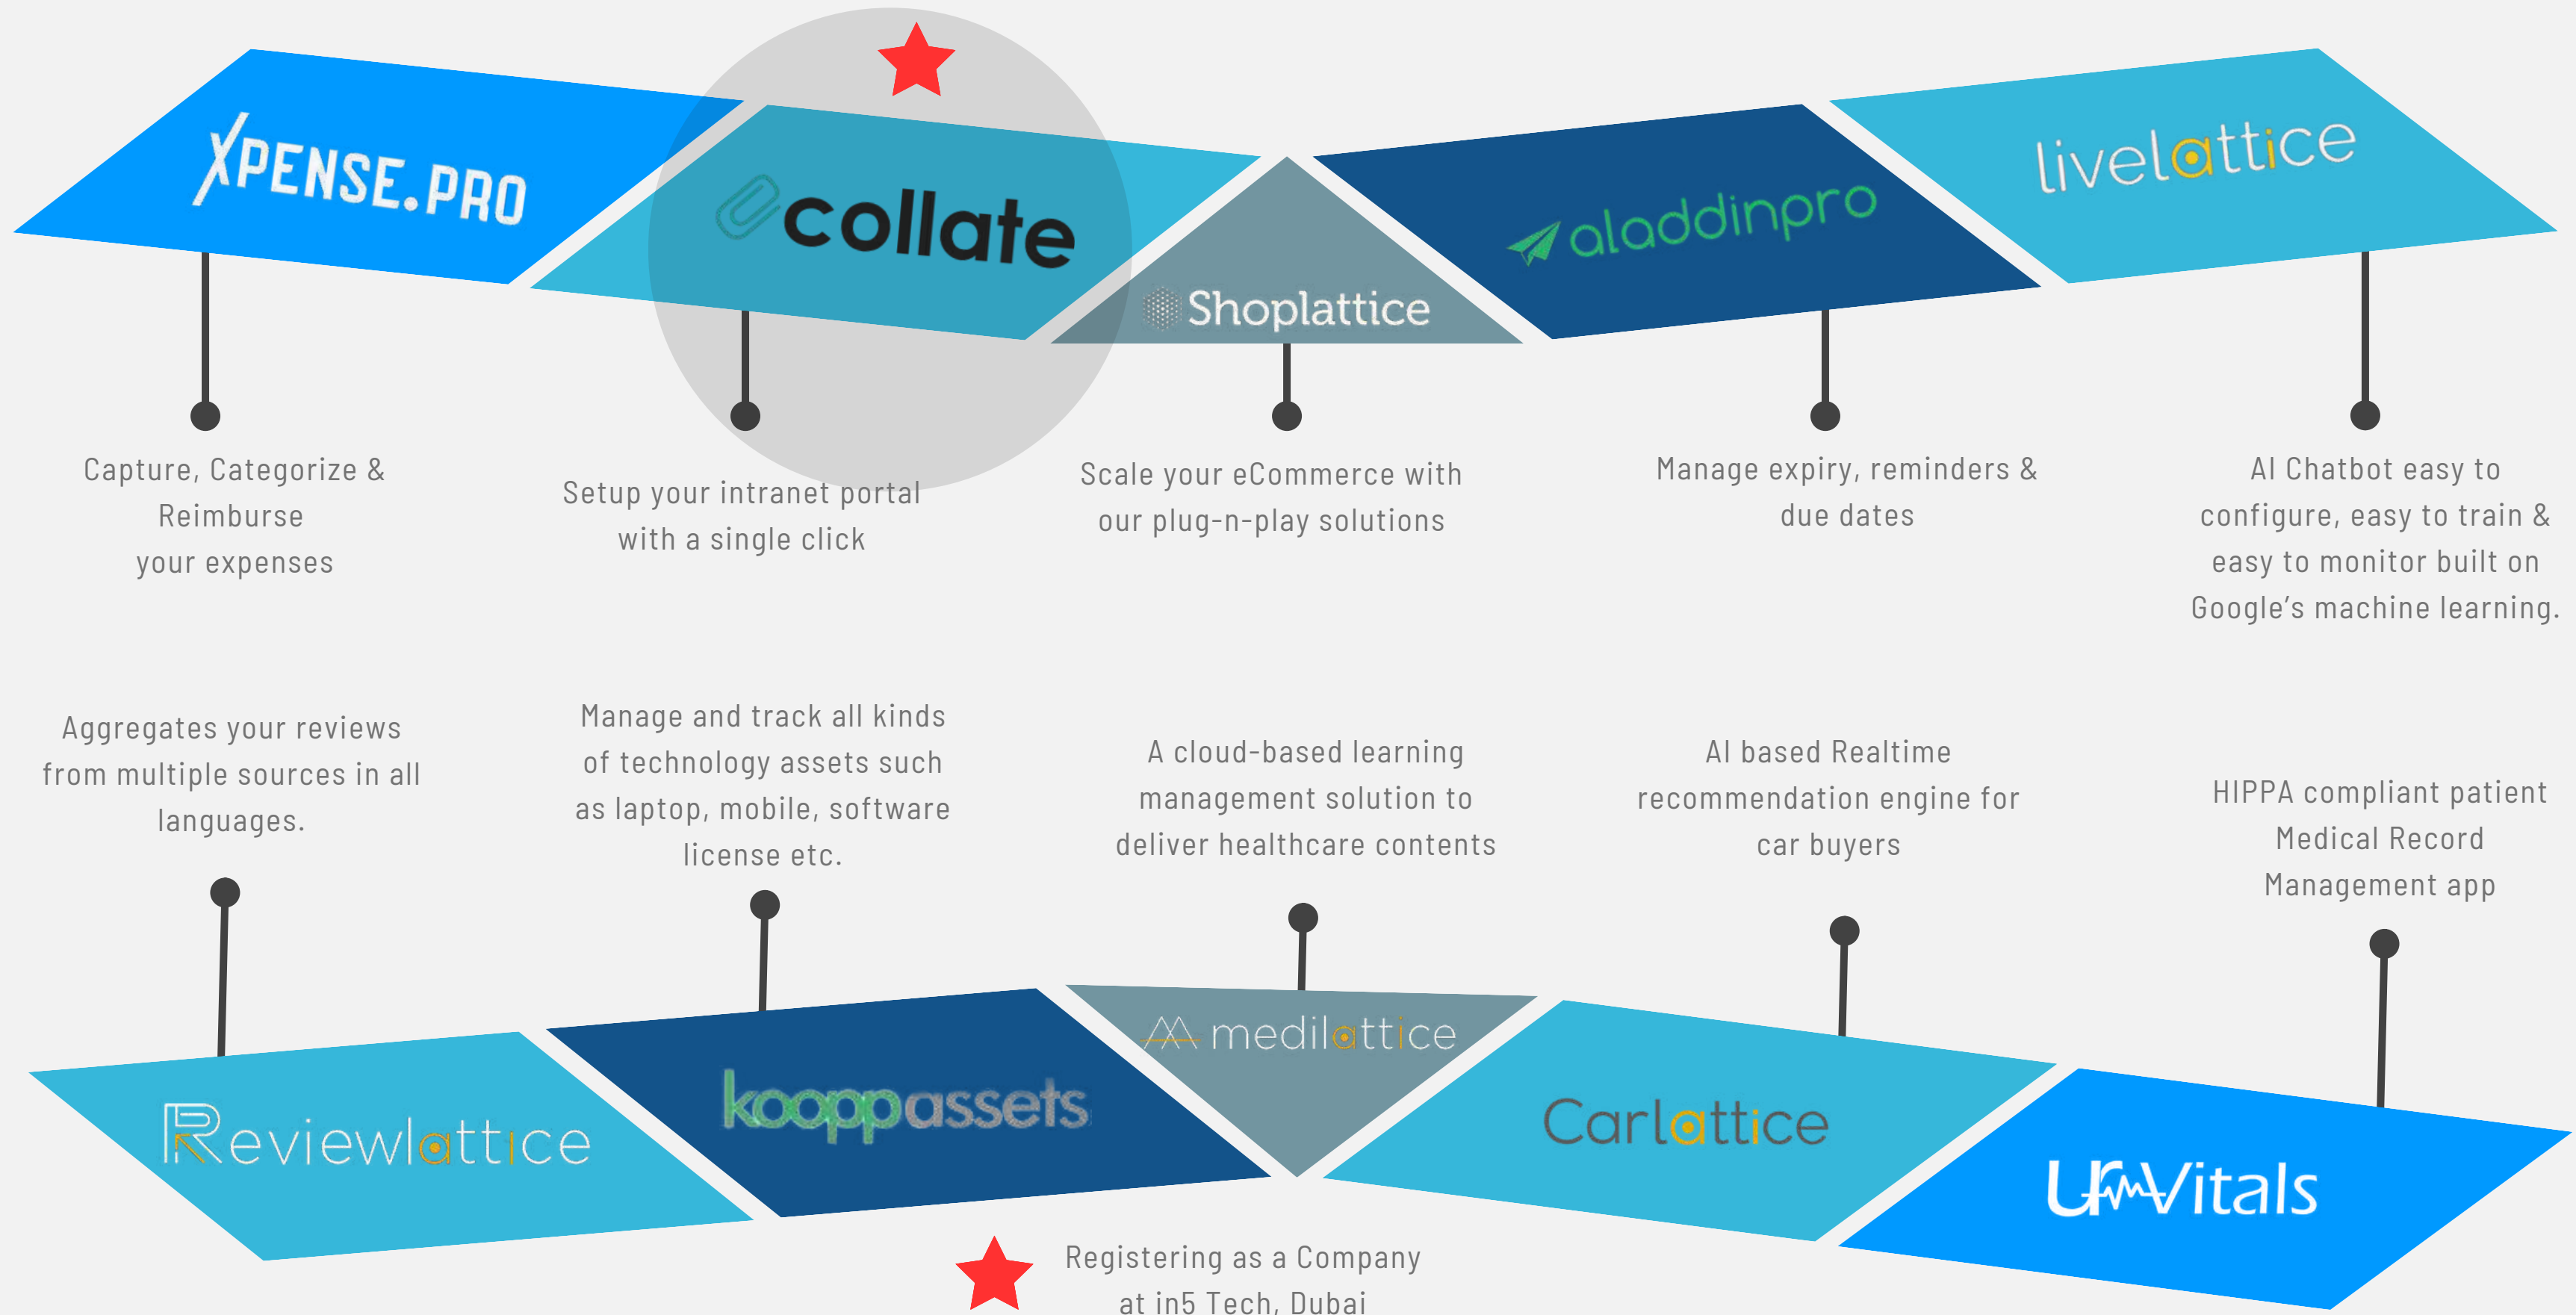 XPENSE.PRO
collate
Shoplattice
aladdinpro
livelattice
Capture, Categorize &
Reimburse
your expenses
Setup your intranet portal
with a single click
Scale your eCommerce with
our plug-n-play solutions
Manage expiry, reminders &
due dates
AI Chatbot easy to
configure, easy to train &
easy to monitor built on
Google's machine learning.
Aggregates your reviews
from multiple sources in all
languages.
Manage and track all kinds
of technology assets such
as laptop, mobile, software
license etc.
A cloud-based learning
management solution to
deliver healthcare contents
AI based Realtime
recommendation engine for
car buyers
HIPPA compliant patient
Medical Record
Management app
Reviewlattice
kooppassets
medilattice
Carlattice
UrVitals
Registering as a Company
at in5 Tech, Dubai